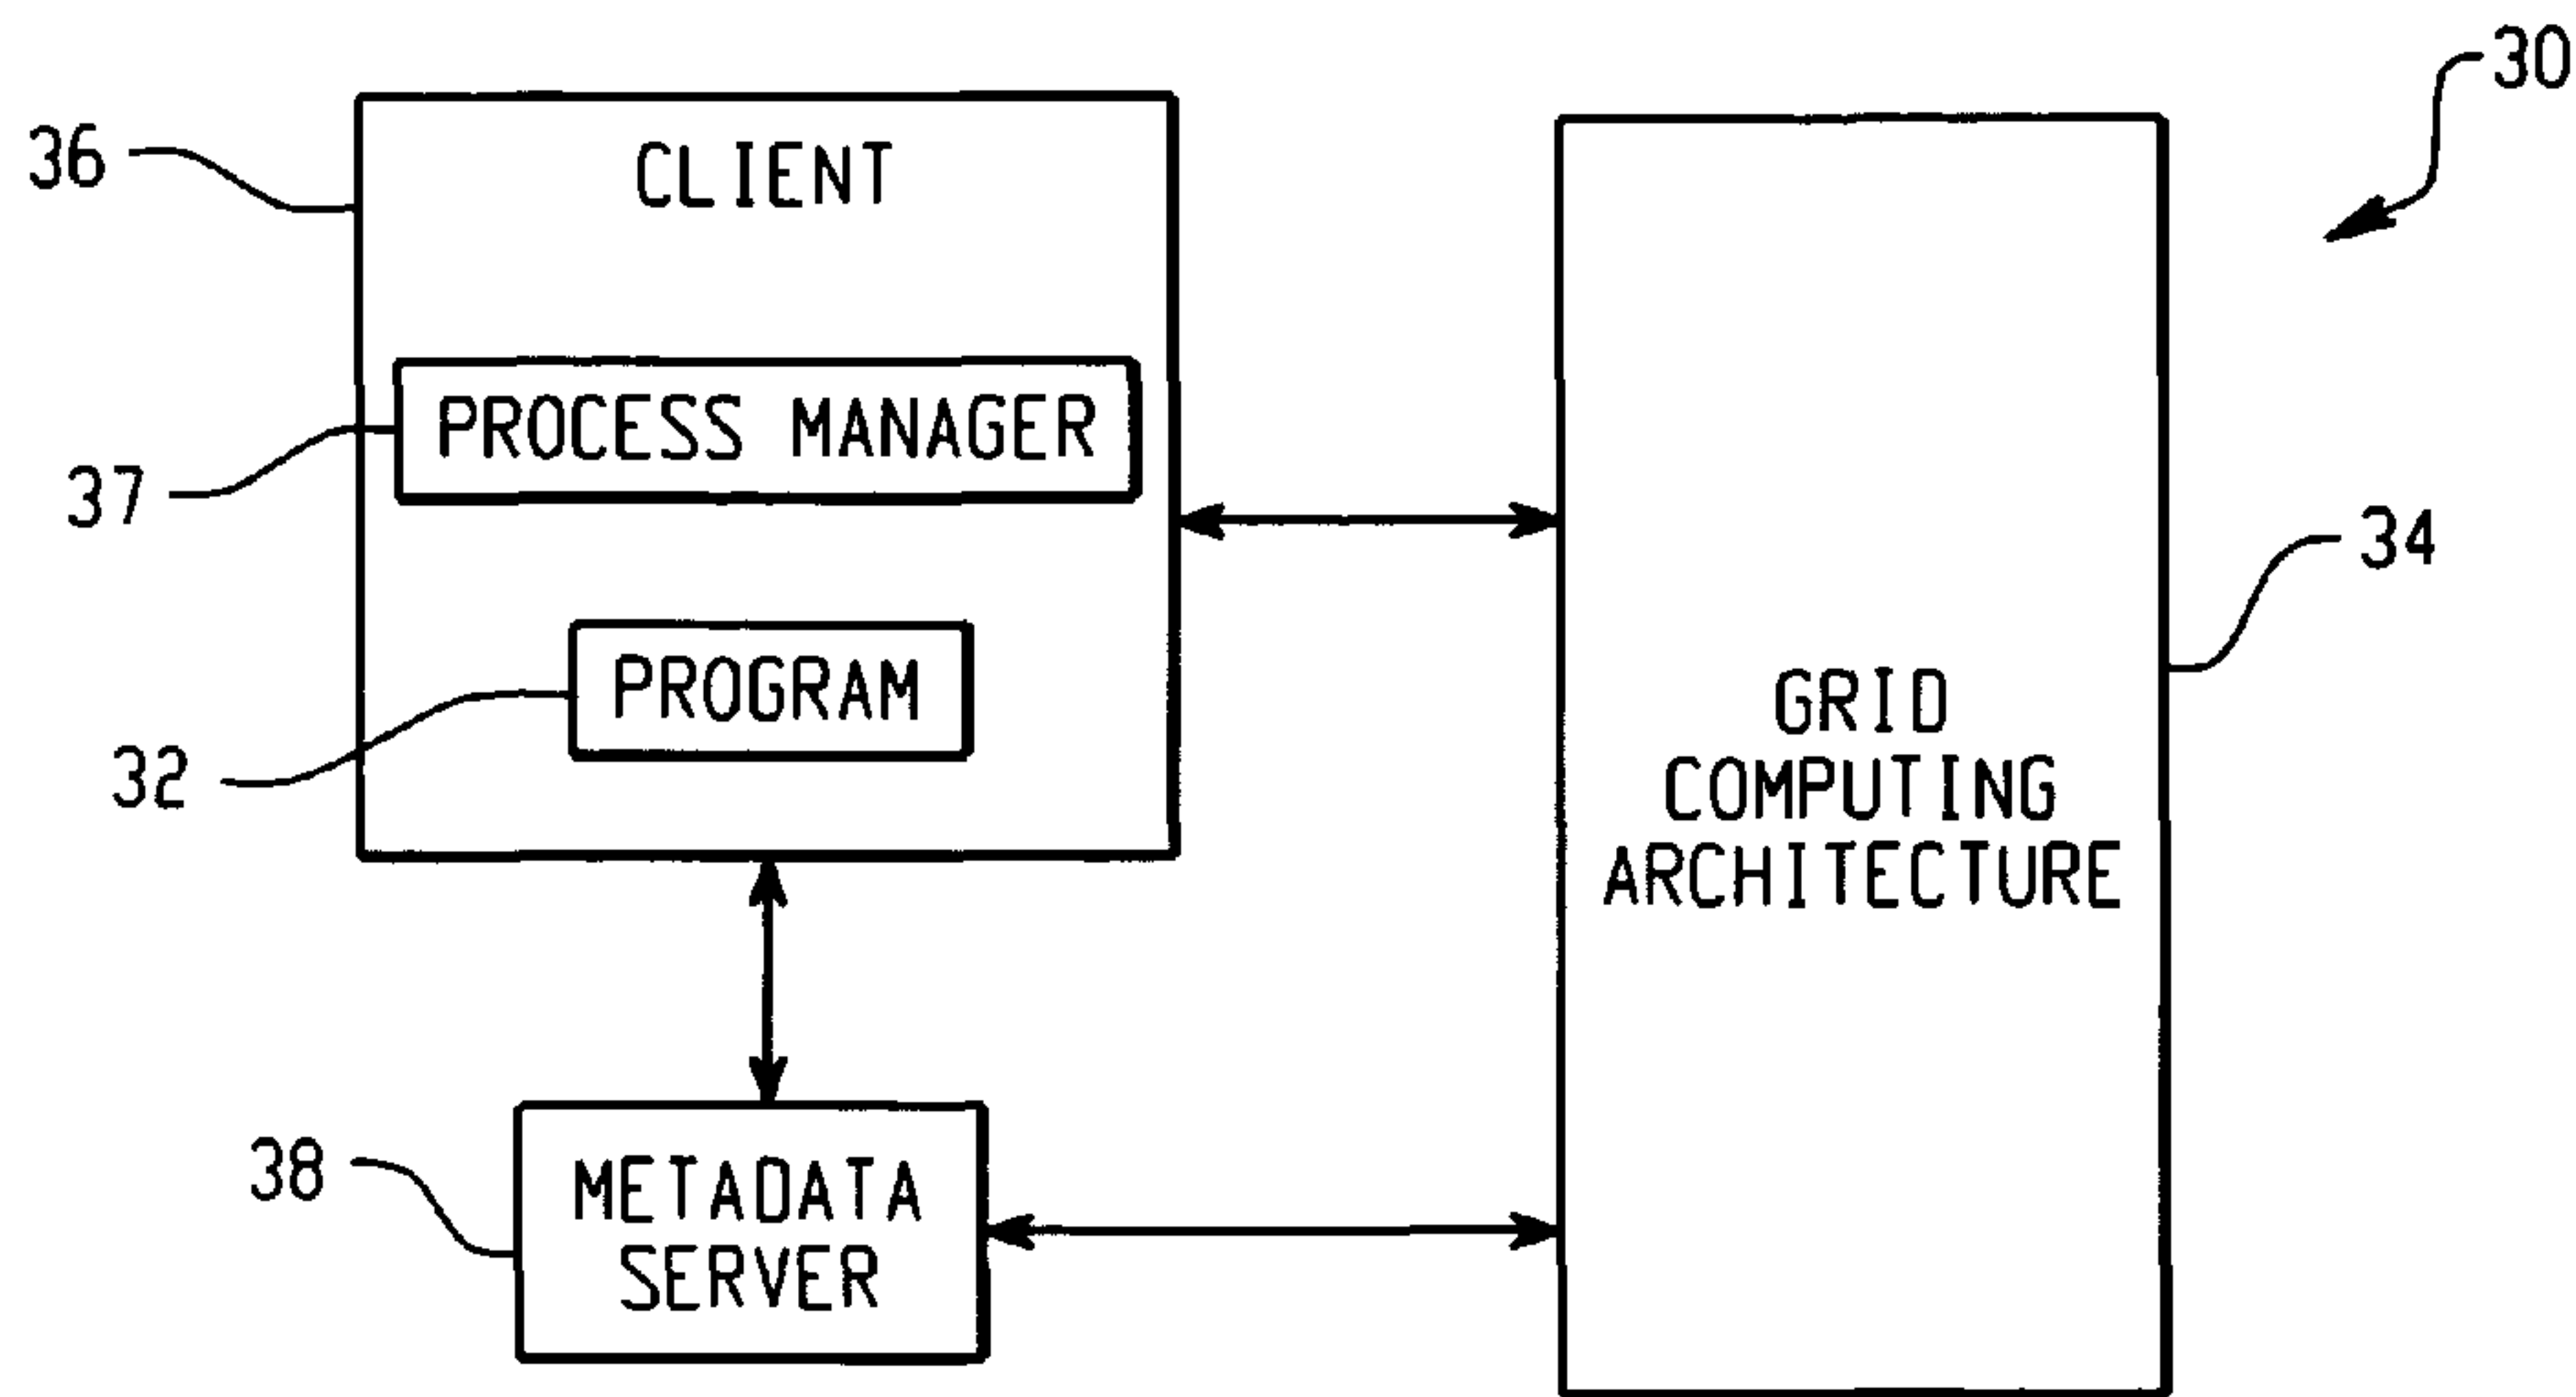 30
36
CLIENT
37
PROCESS MANAGER
34
32
PROGRAM
GRID
COMPUTING
ARCHITECTURE
38
METADATA
SERVER